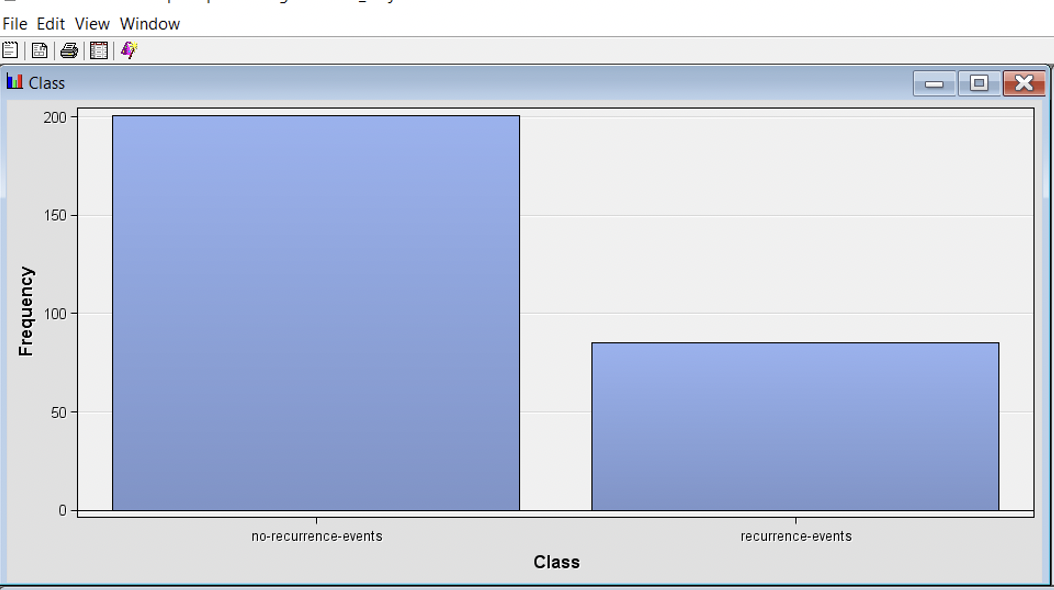 File Edit View Window
Class
200
150
100
50
0
Frequency
no-recurrence-events recurrence-events
Class